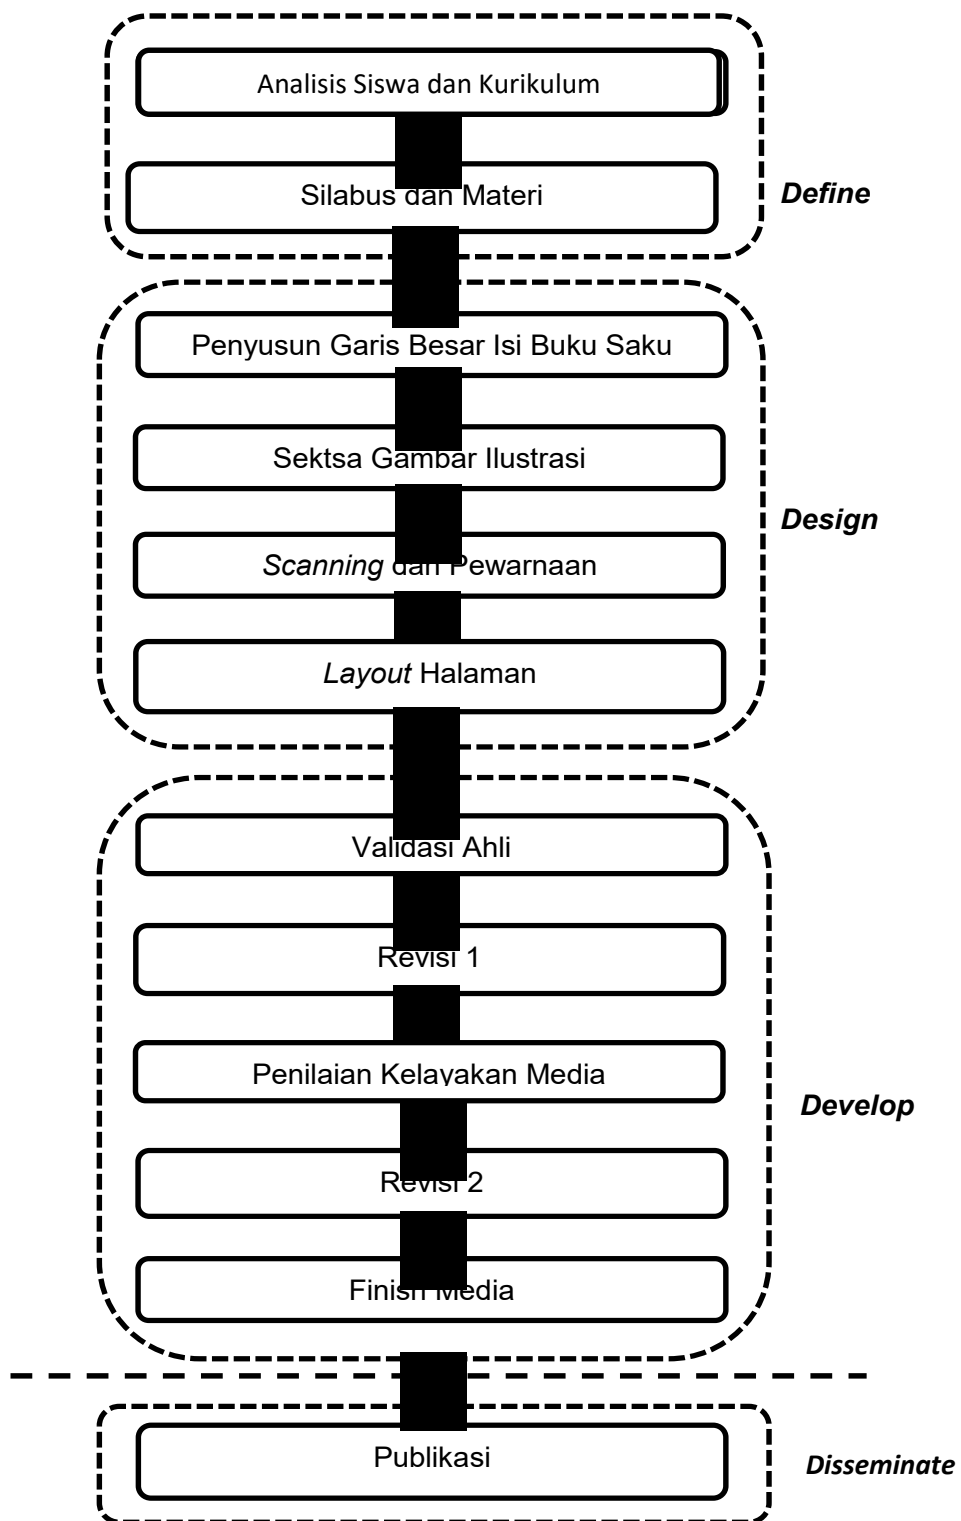 Analisis Siswa dan Kurikulum
Silabus dan Materi
Define
Penyusun Garis Besar Isi Buku Saku
Sektsa Gambar Ilustrasi
Design
Scanning dan Pewarnaan
Layout Halaman
Validasi Ahli
Revisi 1
Penilaian Kelayakan Media
Develop
Revisi 2
Finish Media
Publikasi
Disseminate